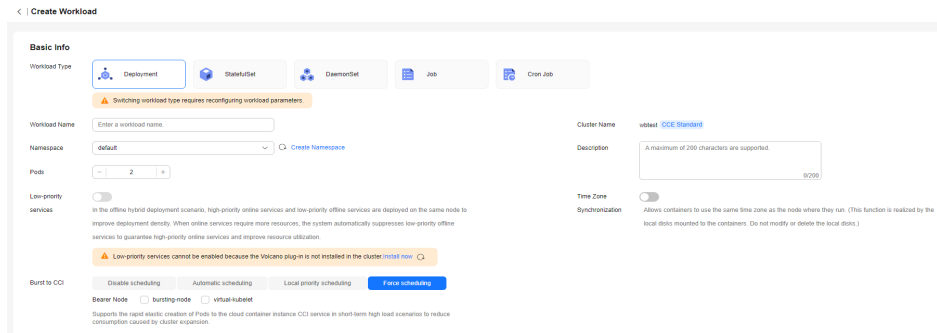 < | Create Workload
Basic Info
Workload Type
Deployment
StatefulSet
DaemonSet
Job
Cron Job
Switching workload type requires reconfiguring workload parameters.
Workload Name
Enter a workload name.
Cluster Name
wbtest CCE Standard
Namespace
default
Create Namespace
Description
A maximum of 200 characters are supported.
0/200
Pods
− 2 +
Low-priority
services
In the offline hybrid deployment scenario, high-priority online services and low-priority offline services are deployed on the same node to
improve deployment density. When online services require more resources, the system automatically suppresses low-priority offline
services to guarantee high-priority online services and improve resource utilization.
Low-priority services cannot be enabled because the Volcano plug-in is not installed in the cluster.Install now
Time Zone
Synchronization
Allows containers to use the same time zone as the node where they run. (This function is realized by the
local disks mounted to the containers. Do not modify or delete the local disks.)
Burst to CCI
Disable scheduling
Automatic scheduling
Local priority scheduling
Force scheduling
Bearer Node
bursting-node
virtual-kubelet
Supports the rapid elastic creation of Pods to the cloud container instance CCI service in short-term high load scenarios to reduce
consumption caused by cluster expansion.